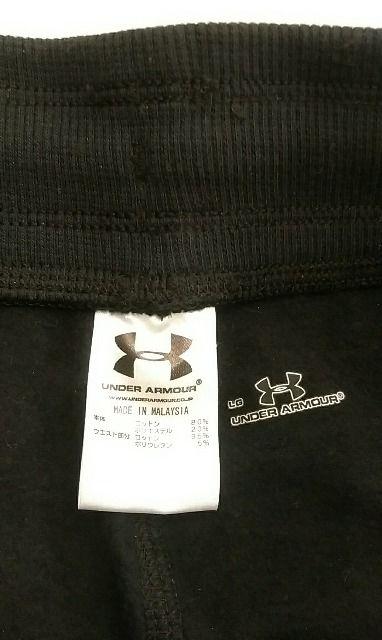 UNDER ARMOUR®
WWW.UNDERARMOUR.CO.JP
MADE IN MALAYSIA
本体 コットン 80%
ポリエステル 20%
ウエスト部分 コットン 95%
ポリウレタン 5%
LG
UNDER ARMOUR®